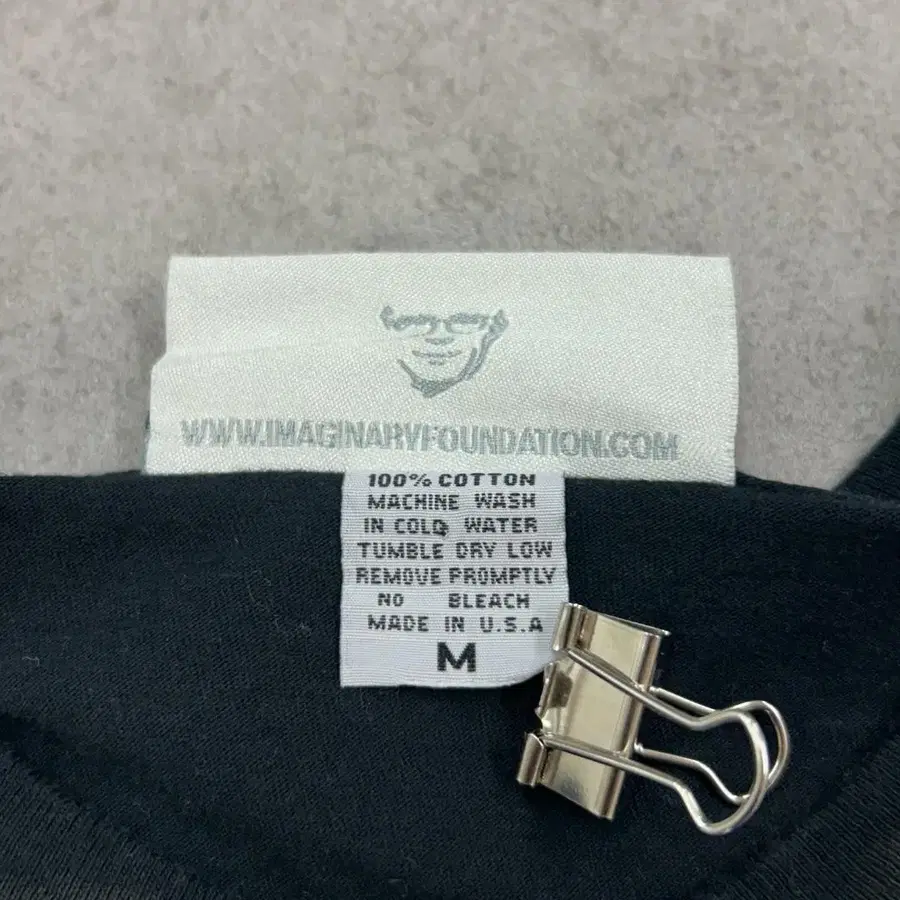 WWW.IMAGINARYFOUNDATION.COM
100% COTTON
MACHINE WASH
IN COLD WATER
TUMBLE DRY LOW
REMOVE PROMPTLY
NO BLEACH
MADE IN U.S.A
M